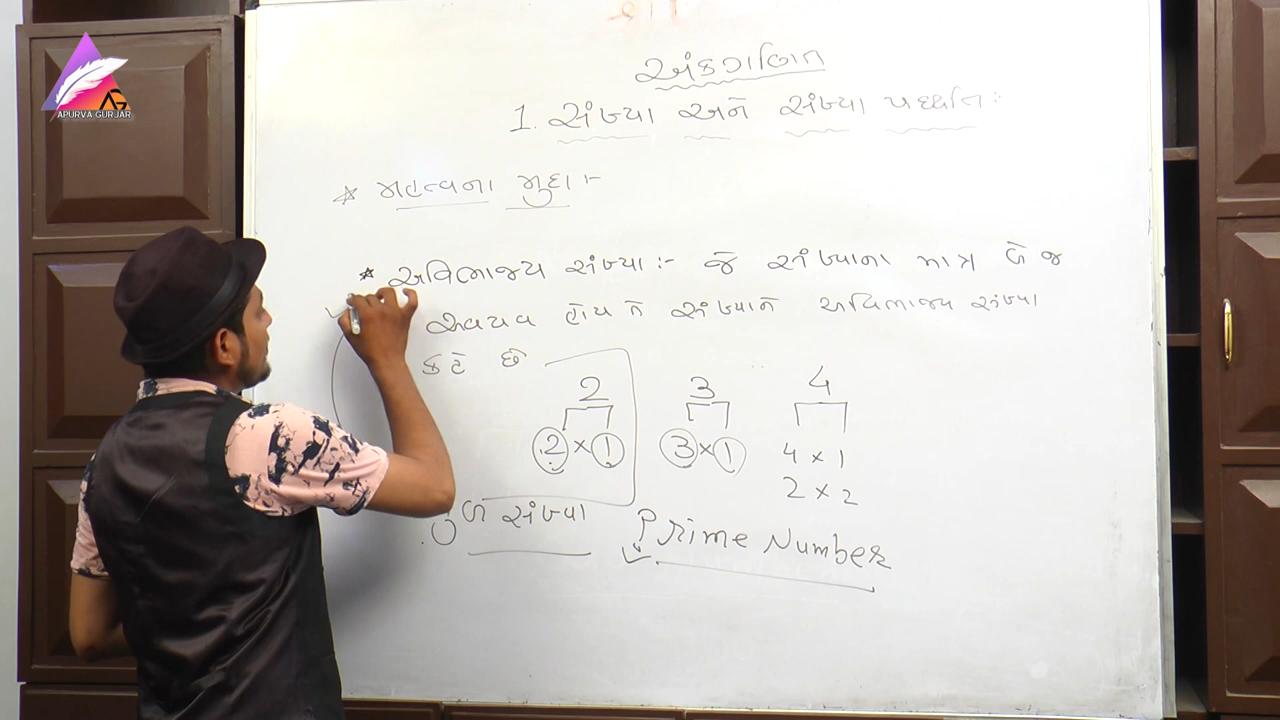 APURVA GURJAR
અંકગણિત
1. સંખ્યા અને સંખ્યા પધ્ધતિ:
* મહત્વના મુદ્દા :-
* અવિભાજ્ય સંખ્યા :- જે સંખ્યાના માત્ર બે જ
અવયવ હોય તે સંખ્યાને અવિભાજ્ય સંખ્યા
કહે છે
2 3 4
2 × 1 3 × 1 4 × 1
2 × 2
સંખ્યા Prime Number